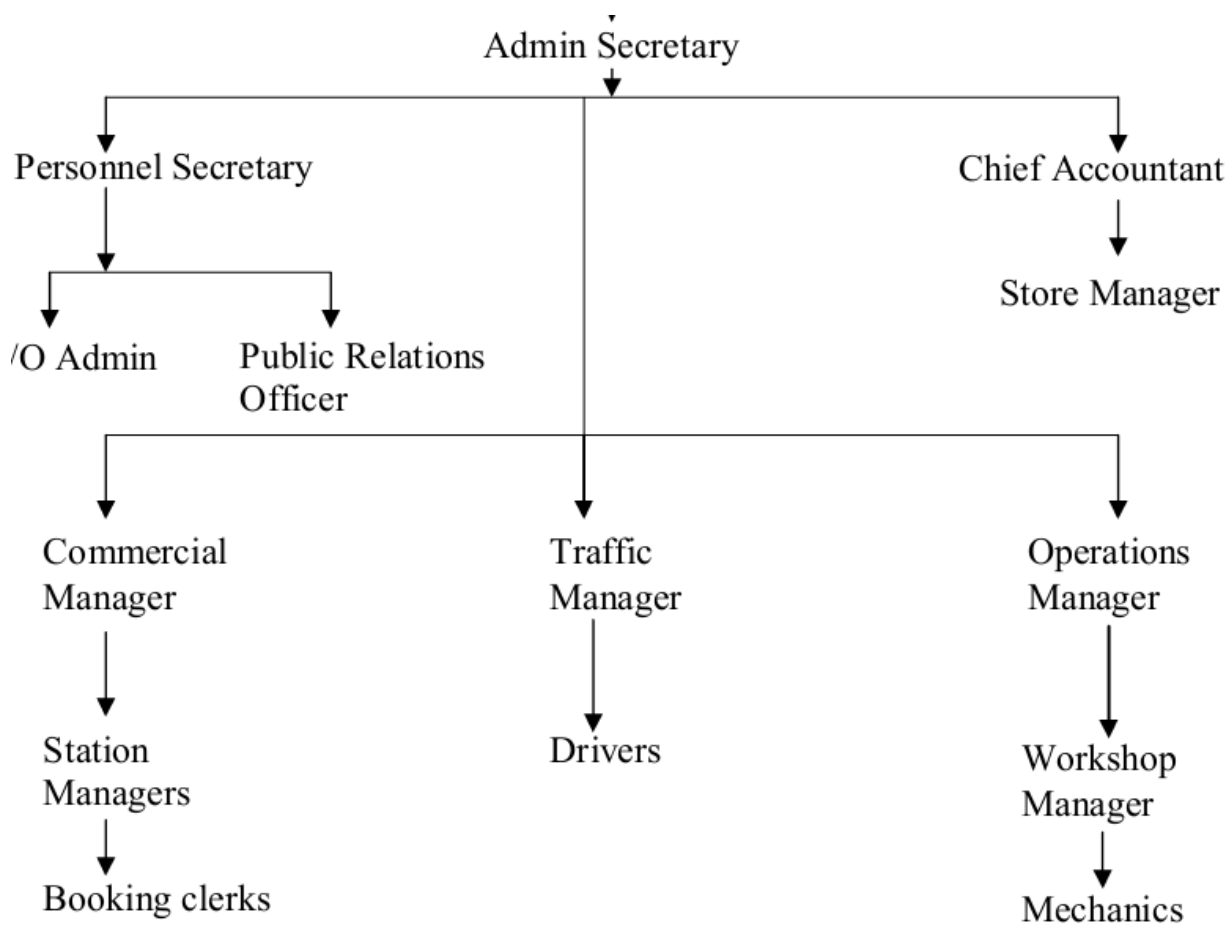 Admin Secretary
Personnel Secretary
Chief Accountant
Store Manager
/O Admin
Public Relations
Officer
Commercial
Manager
Traffic
Manager
Operations
Manager
Station
Managers
Drivers
Workshop
Manager
Booking clerks
Mechanics